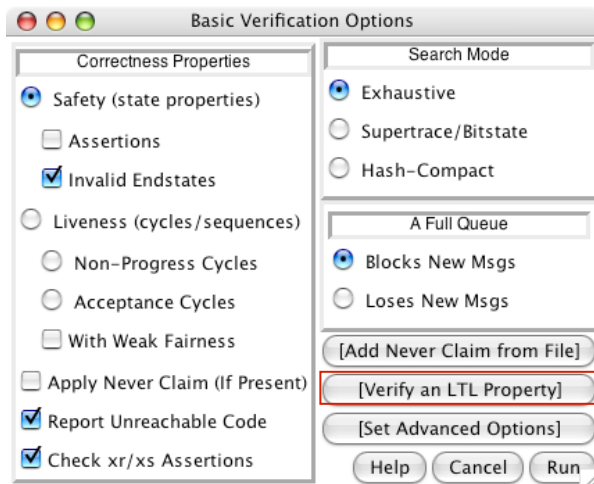 Basic Verification Options
Correctness Properties
Safety (state properties)
Assertions
Invalid Endstates
Liveness (cycles/sequences)
Non-Progress Cycles
Acceptance Cycles
With Weak Fairness
Apply Never Claim (If Present)
Report Unreachable Code
Check xr/xs Assertions
Search Mode
Exhaustive
Supertrace/Bitstate
Hash-Compact
A Full Queue
Blocks New Msgs
Loses New Msgs
[Add Never Claim from File]
[Verify an LTL Property]
[Set Advanced Options]
Help Cancel Run